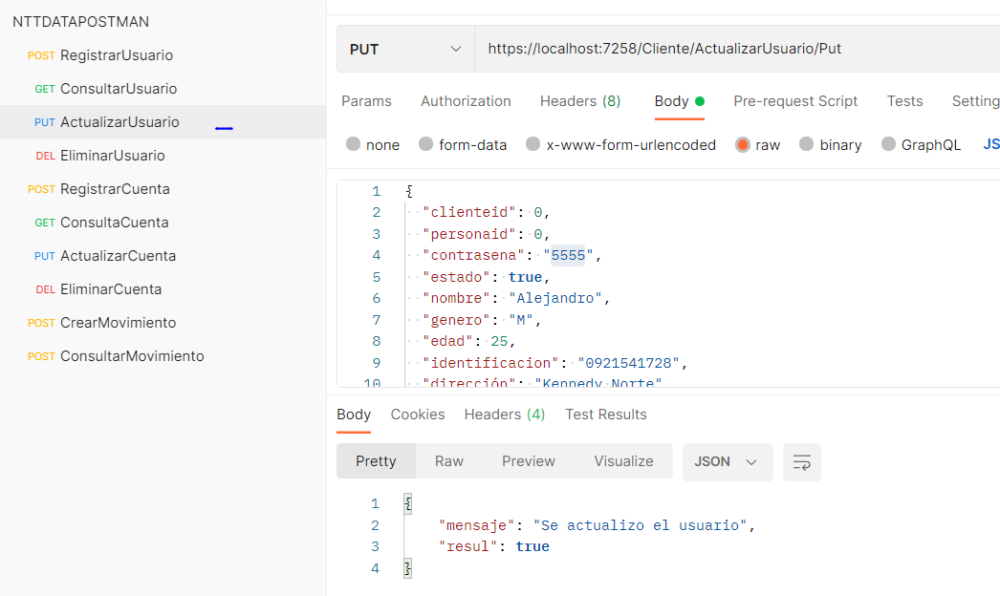 NTTDATAPOSTMAN
POST RegistrarUsuario
GET ConsultarUsuario
PUT ActualizarUsuario
DEL EliminarUsuario
POST RegistrarCuenta
GET ConsultaCuenta
PUT ActualizarCuenta
DEL EliminarCuenta
POST CrearMovimiento
POST ConsultarMovimiento
PUT https://localhost:7258/Cliente/ActualizarUsuario/Put
Params Authorization Headers (8) Body Pre-request Script Tests Setting
none form-data x-www-form-urlencoded raw binary GraphQL JS
1 {
2 "clienteid": 0,
3 "personaid": 0,
4 "contrasena": "5555",
5 "estado": true,
6 "nombre": "Alejandro",
7 "genero": "M",
8 "edad": 25,
9 "identificacion": "0921541728",
10 "dirección": "Kennedy Norte"
Body Cookies Headers (4) Test Results
Pretty Raw Preview Visualize JSON
1 {
2 "mensaje": "Se actualizo el usuario",
3 "resul": true
4 }